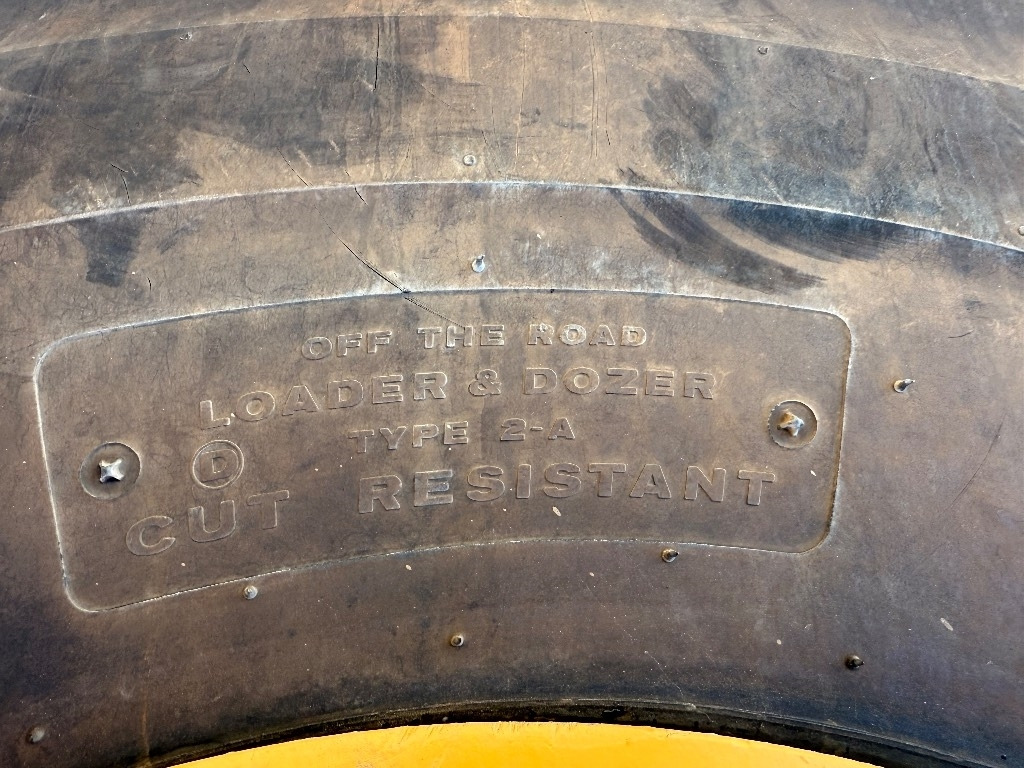 OFF THE ROAD
LOADER & DOZER
TYPE 2-A
D
CUT RESISTANT